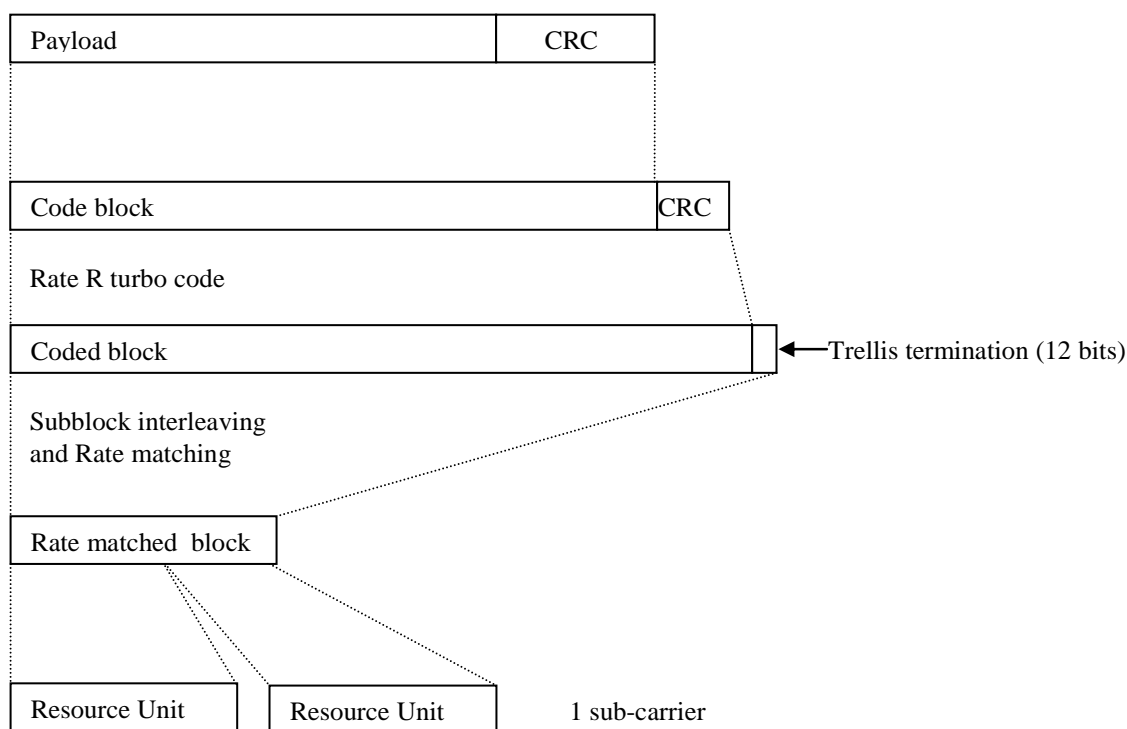 Payload CRC
Code block CRC
Rate R turbo code
Coded block Trellis termination (12 bits)
Subblock interleaving
and Rate matching
Rate matched block
Resource Unit Resource Unit 1 sub-carrier